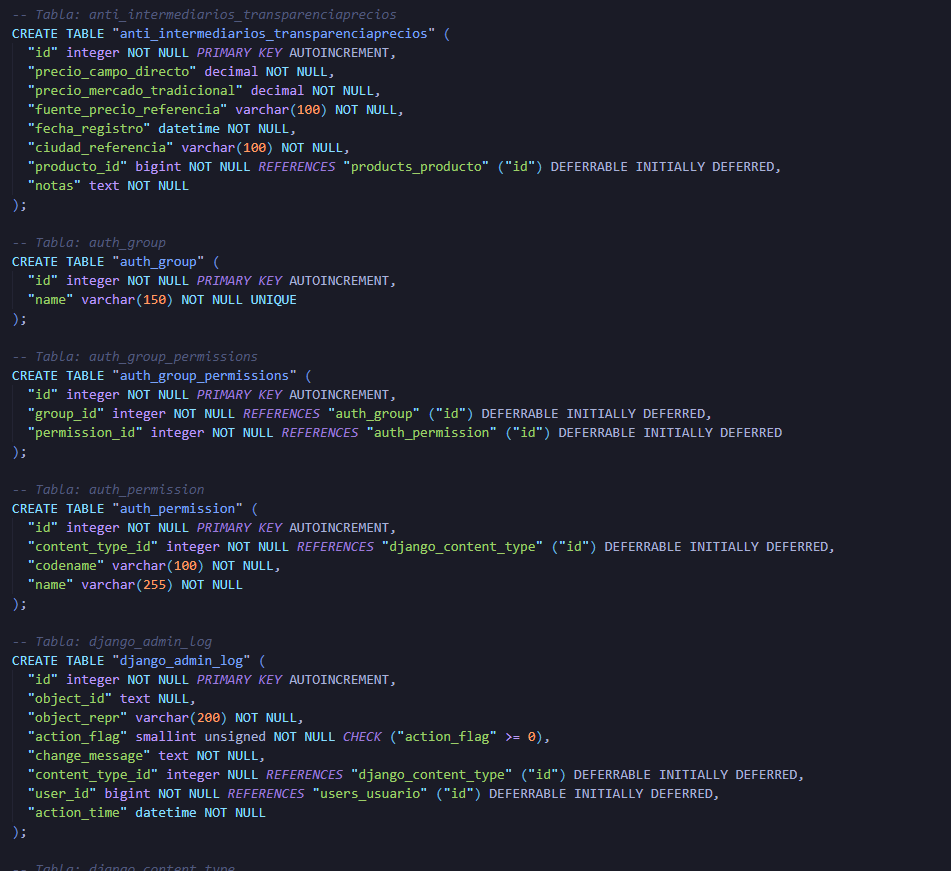 -- Tabla: anti_intermediarios_transparenciaprecios
CREATE TABLE "anti_intermediarios_transparenciaprecios" (
  "id" integer NOT NULL PRIMARY KEY AUTOINCREMENT,
  "precio_campo_directo" decimal NOT NULL,
  "precio_mercado_tradicional" decimal NOT NULL,
  "fuente_precio_referencia" varchar(100) NOT NULL,
  "fecha_registro" datetime NOT NULL,
  "ciudad_referencia" varchar(100) NOT NULL,
  "producto_id" bigint NOT NULL REFERENCES "products_producto" ("id") DEFERRABLE INITIALLY DEFERRED,
  "notas" text NOT NULL
);

-- Tabla: auth_group
CREATE TABLE "auth_group" (
  "id" integer NOT NULL PRIMARY KEY AUTOINCREMENT,
  "name" varchar(150) NOT NULL UNIQUE
);

-- Tabla: auth_group_permissions
CREATE TABLE "auth_group_permissions" (
  "id" integer NOT NULL PRIMARY KEY AUTOINCREMENT,
  "group_id" integer NOT NULL REFERENCES "auth_group" ("id") DEFERRABLE INITIALLY DEFERRED,
  "permission_id" integer NOT NULL REFERENCES "auth_permission" ("id") DEFERRABLE INITIALLY DEFERRED
);

-- Tabla: auth_permission
CREATE TABLE "auth_permission" (
  "id" integer NOT NULL PRIMARY KEY AUTOINCREMENT,
  "content_type_id" integer NOT NULL REFERENCES "django_content_type" ("id") DEFERRABLE INITIALLY DEFERRED,
  "codename" varchar(100) NOT NULL,
  "name" varchar(255) NOT NULL
);

-- Tabla: django_admin_log
CREATE TABLE "django_admin_log" (
  "id" integer NOT NULL PRIMARY KEY AUTOINCREMENT,
  "object_id" text NULL,
  "object_repr" varchar(200) NOT NULL,
  "action_flag" smallint unsigned NOT NULL CHECK ("action_flag" >= 0),
  "change_message" text NOT NULL,
  "content_type_id" integer NULL REFERENCES "django_content_type" ("id") DEFERRABLE INITIALLY DEFERRED,
  "user_id" bigint NOT NULL REFERENCES "users_usuario" ("id") DEFERRABLE INITIALLY DEFERRED,
  "action_time" datetime NOT NULL
);

-- Tabla: django_content_type